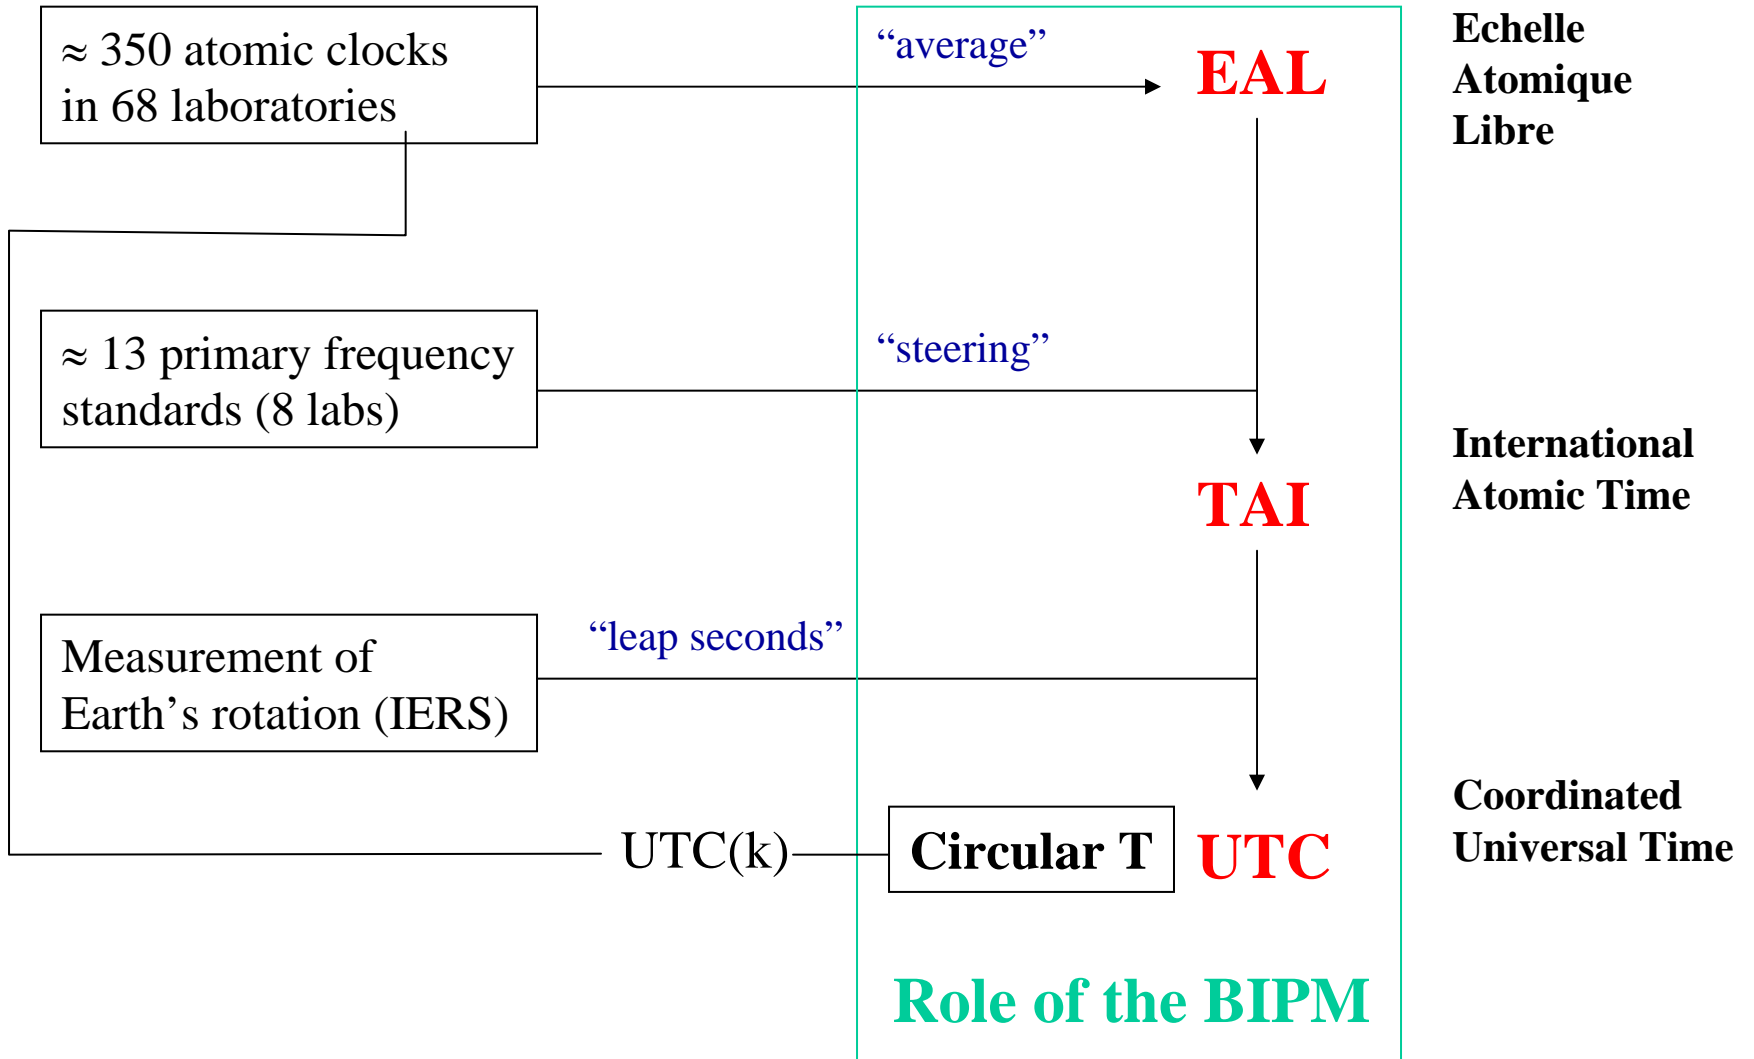 ≈ 350 atomic clocks
in 68 laboratories
“average”
EAL
Echelle
Atomique
Libre
≈ 13 primary frequency
standards (8 labs)
“steering”
TAI
International
Atomic Time
Measurement of
Earth’s rotation (IERS)
“leap seconds”
UTC(k)
Circular T
UTC
Coordinated
Universal Time
Role of the BIPM